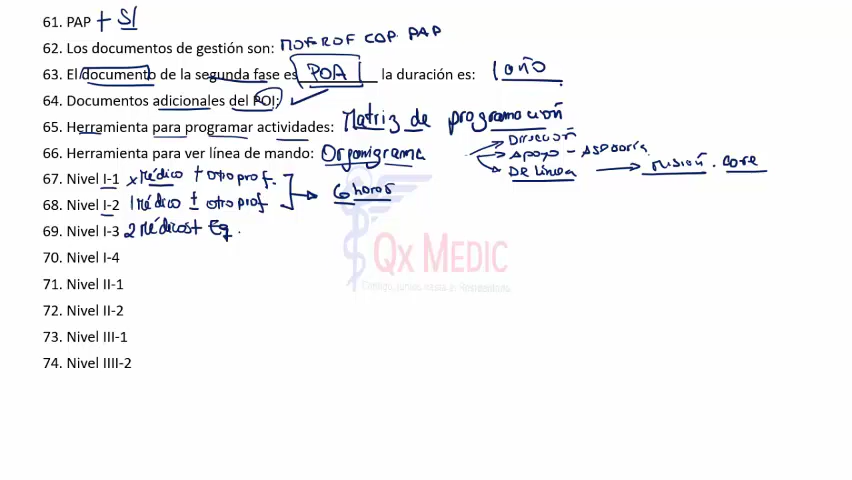 61. PAP + SI
62. Los documentos de gestión son: MOF ROF CAP PAP
63. El documento de la segunda fase es POA la duración es: 1 año
64. Documentos adicionales del POI:
65. Herramienta para programar actividades: Matriz de programación
66. Herramienta para ver línea de mando: Organigrama
Dirección
Apoyo - Asesoría
De línea → misión. core
67. Nivel I-1 x Médico + otro prof.
68. Nivel I-2 1 Médico ± otro prof
6 horas
69. Nivel I-3 2 Médicos + Eq.
70. Nivel I-4
71. Nivel II-1
72. Nivel II-2
73. Nivel III-1
74. Nivel IIII-2
Qx MEDIC